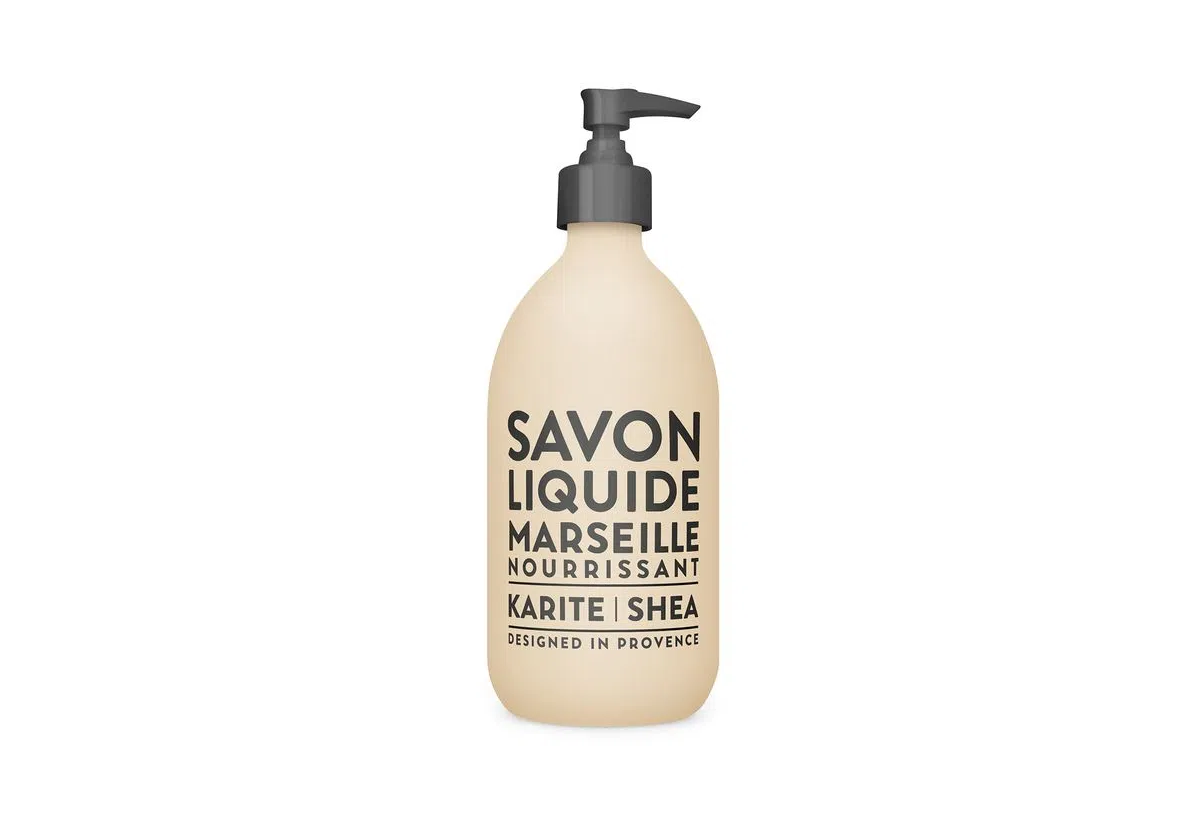 SAVON
LIQUIDE
MARSEILLE
NOURRISSANT
KARITE | SHEA
DESIGNED IN PROVENCE